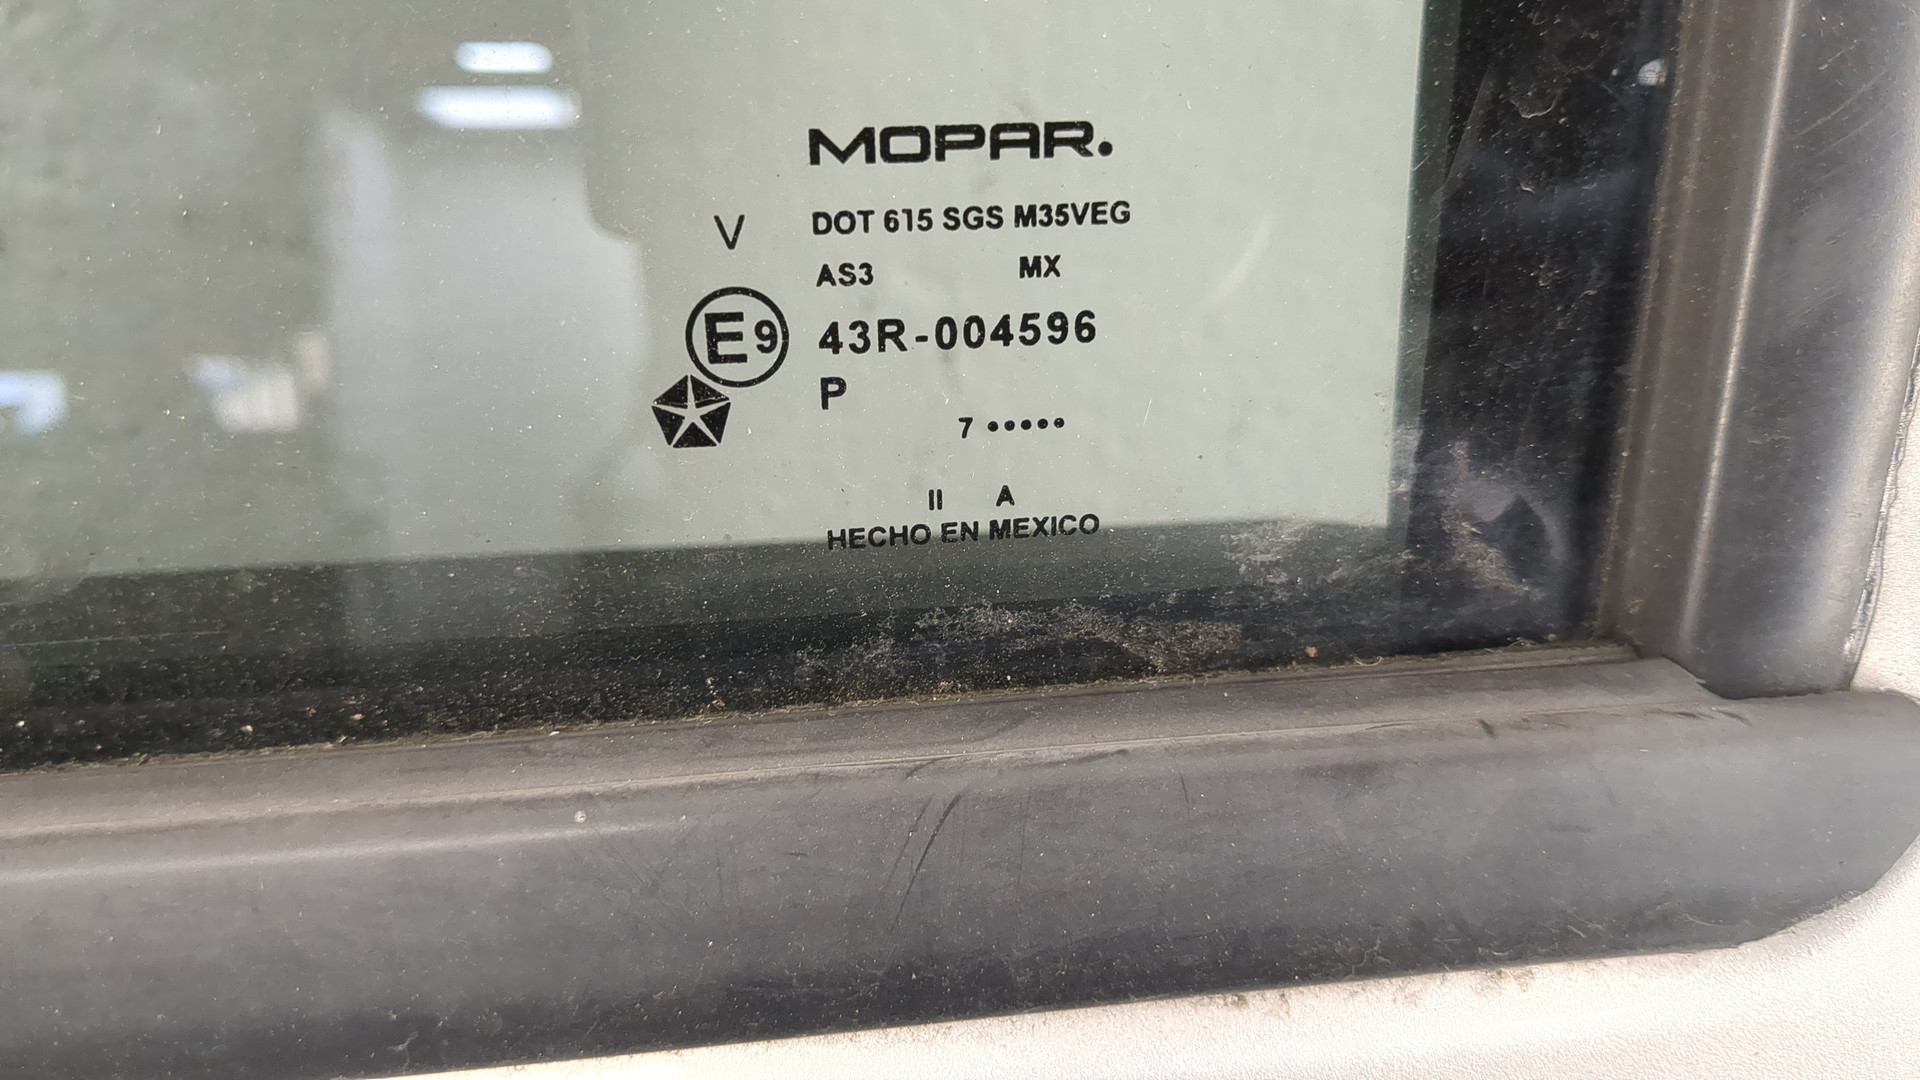 MOPAR.
V DOT 615 SGS M35VEG
AS3 MX
E9 43R-004596
P
7 •••••
II A
HECHO EN MEXICO